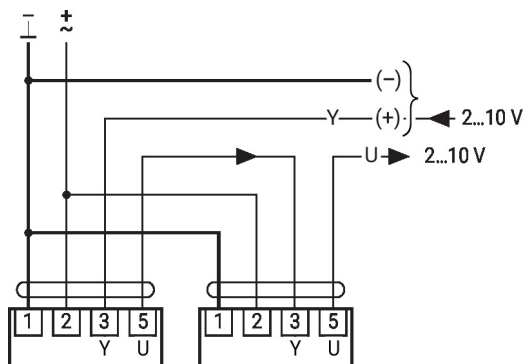 – +
⊥ ~
(–)
Y (+) 2...10 V
U 2...10 V
1 2 3 5 1 2 3 5
Y U Y U